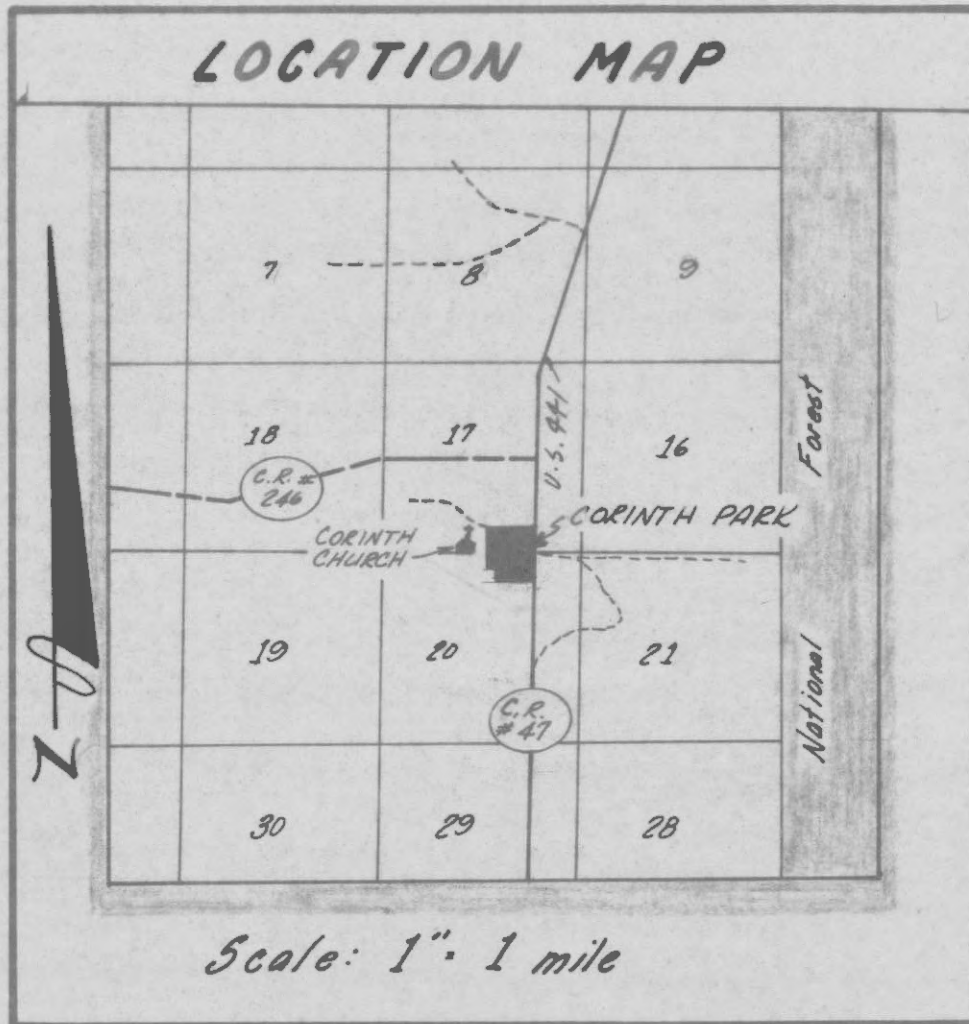 LOCATION MAP
7
8
9
18
17
16
U.S. 441
Forest
C.R. #
246
CORINTH PARK
CORINTH
CHURCH
19
20
21
National
C.R.
# 47
30
29
28
N
Scale: 1" = 1 mile